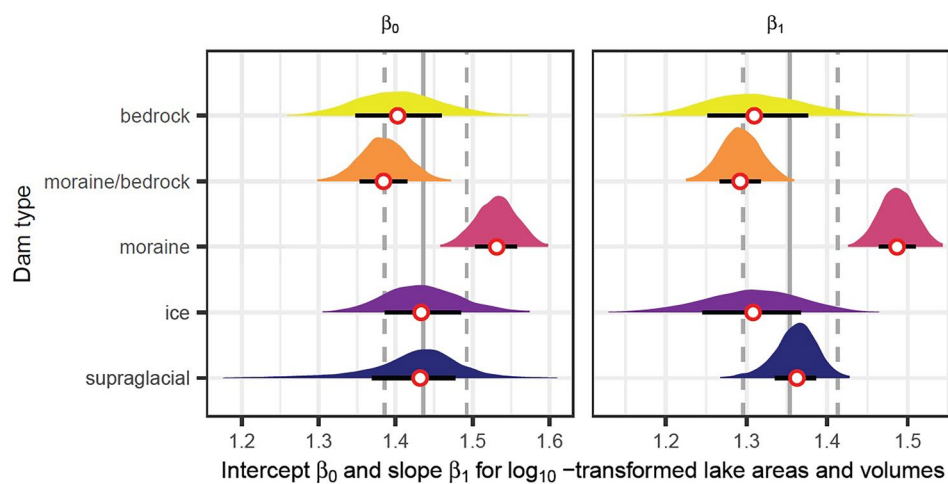 β₀ β₁
Dam type
bedrock
moraine/bedrock
moraine
ice
supraglacial
1.2 1.3 1.4 1.5 1.6 1.2 1.3 1.4 1.5
Intercept β₀ and slope β₁ for log₁₀ −transformed lake areas and volumes